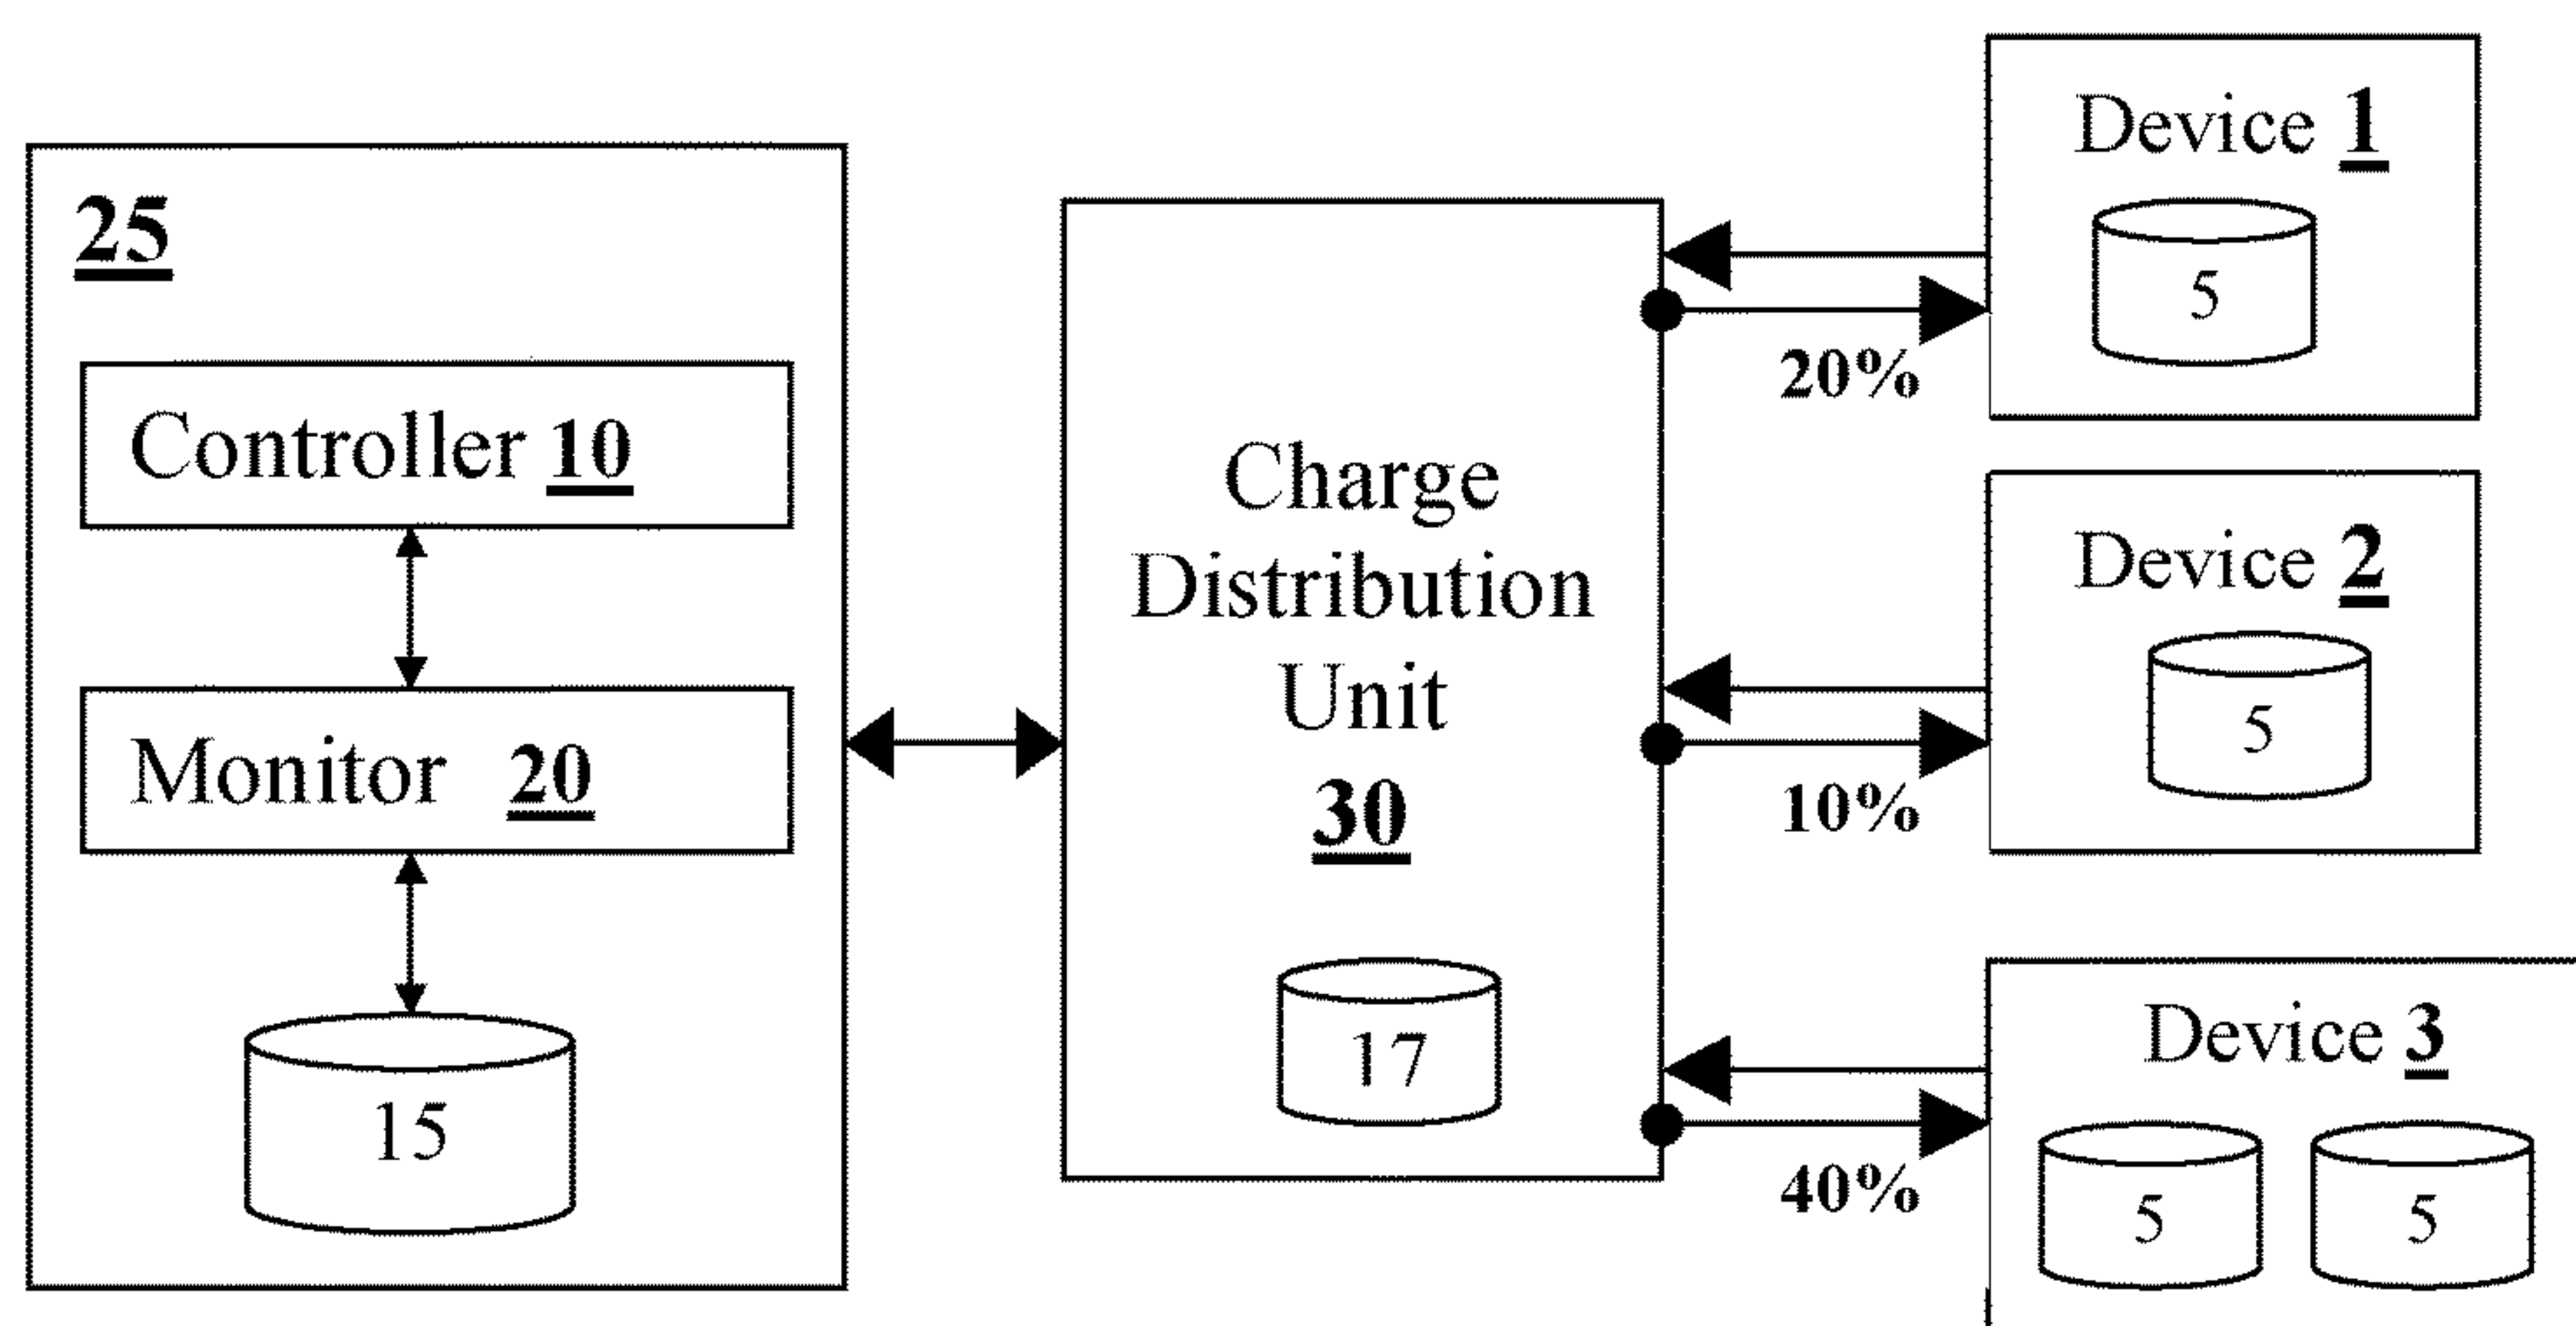 25
Controller 10
Monitor 20
15
Charge
Distribution
Unit
30
17
20%
10%
40%
Device 1
5
Device 2
5
Device 3
5 5